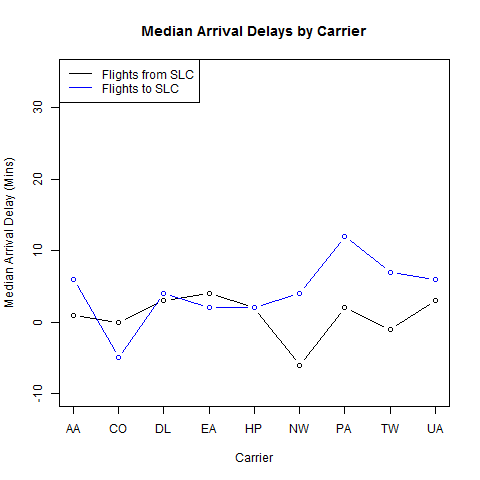 Median Arrival Delays by Carrier
Flights from SLC
Flights to SLC
Median Arrival Delay (Mins)
30
20
10
0
-10
AA CO DL EA HP NW PA TW UA
Carrier